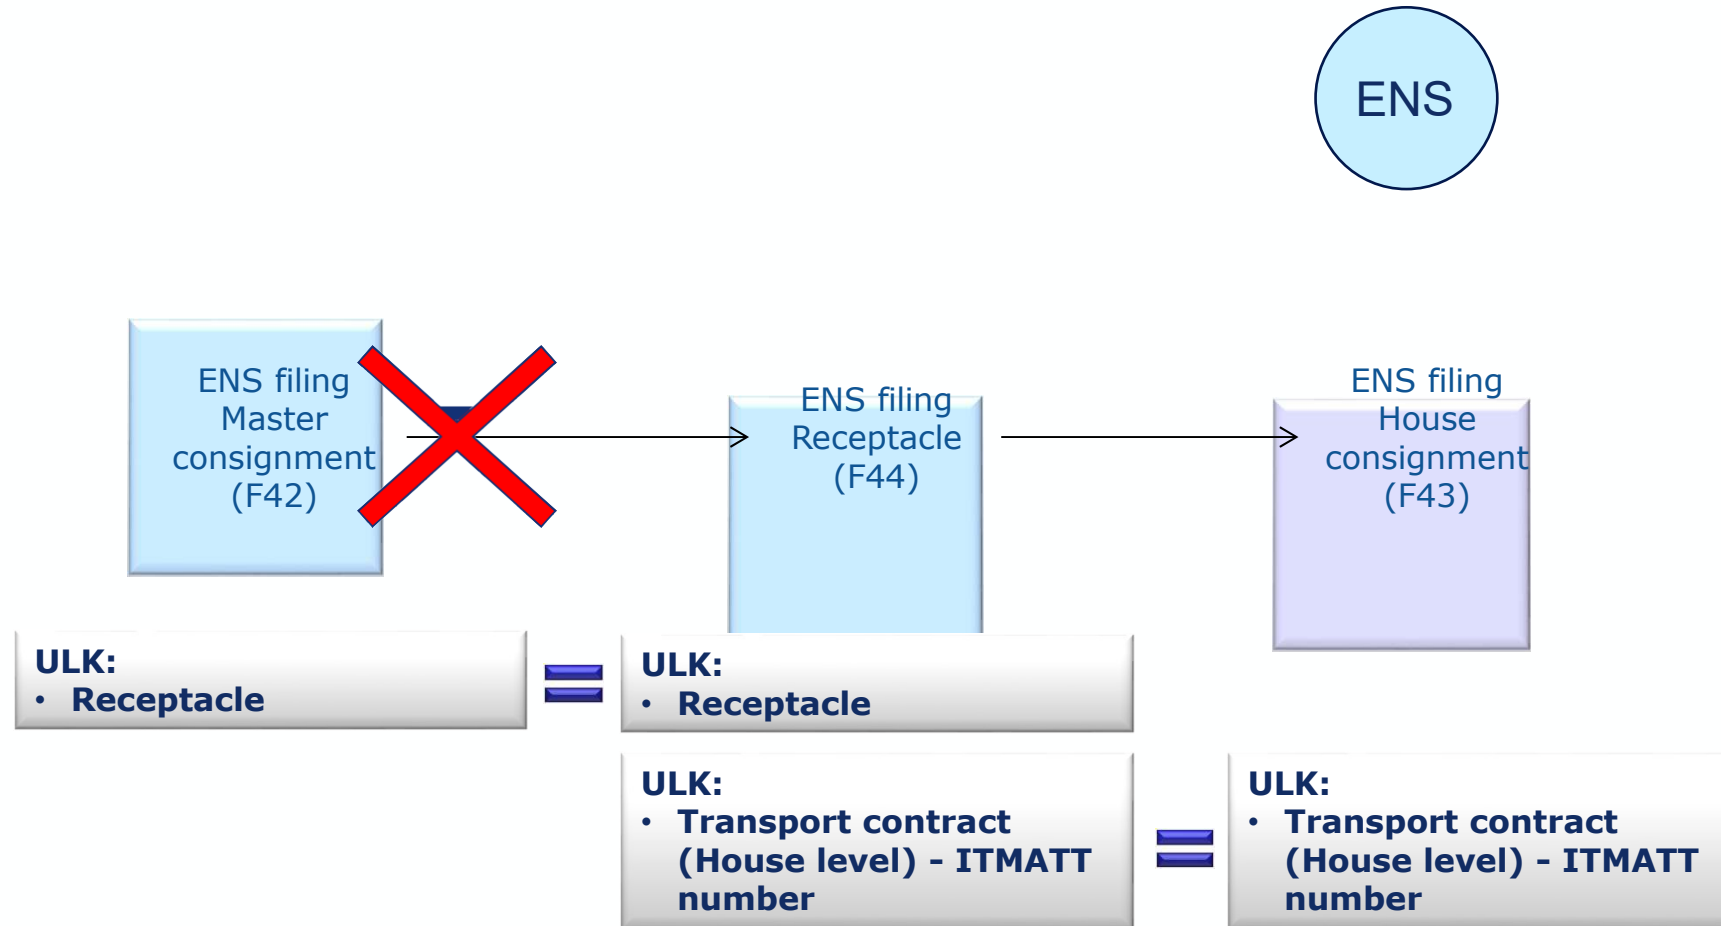 ENS
ENS filing
Master
consignment
(F42)
ENS filing
Receptacle
(F44)
ENS filing
House
consignment
(F43)
ULK:
• Receptacle
ULK:
• Receptacle
ULK:
• Transport contract
(House level) - ITMATT
number
ULK:
• Transport contract
(House level) - ITMATT
number